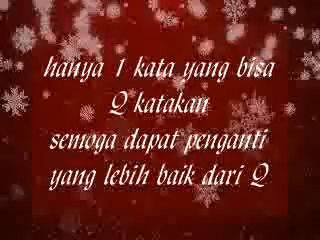 hanya 1 kata yang bisa
Q katakan
semoga dapat penganti
yang lebih baik dari Q